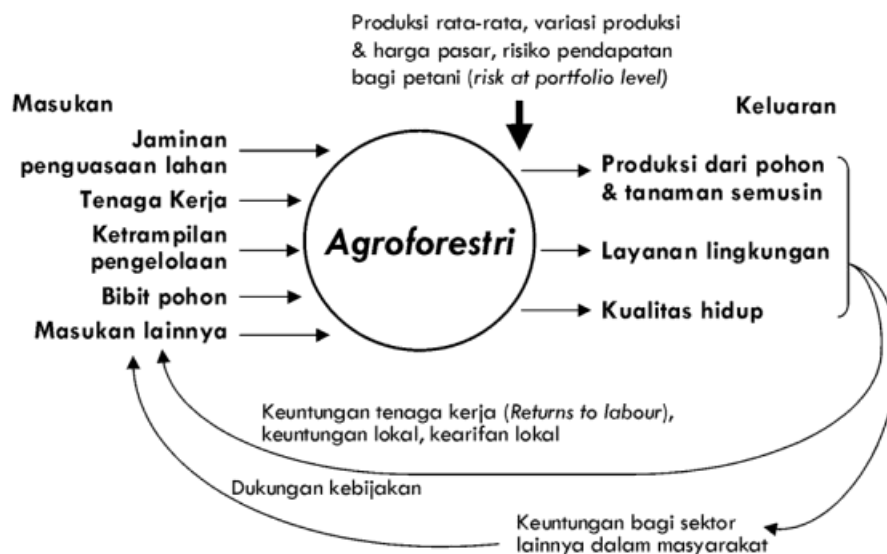 Produksi rata-rata, variasi produksi
& harga pasar, risiko pendapatan
bagi petani (risk at portfolio level)
Masukan
Keluaran
Jaminan
penguasaan lahan
Tenaga Kerja
Ketrampilan
pengelolaan
Bibit pohon
Masukan lainnya
Agroforestri
Produksi dari pohon
& tanaman semusin
Layanan lingkungan
Kualitas hidup
Keuntungan tenaga kerja (Returns to labour),
keuntungan lokal, kearifan lokal
Dukungan kebijakan
Keuntungan bagi sektor
lainnya dalam masyarakat